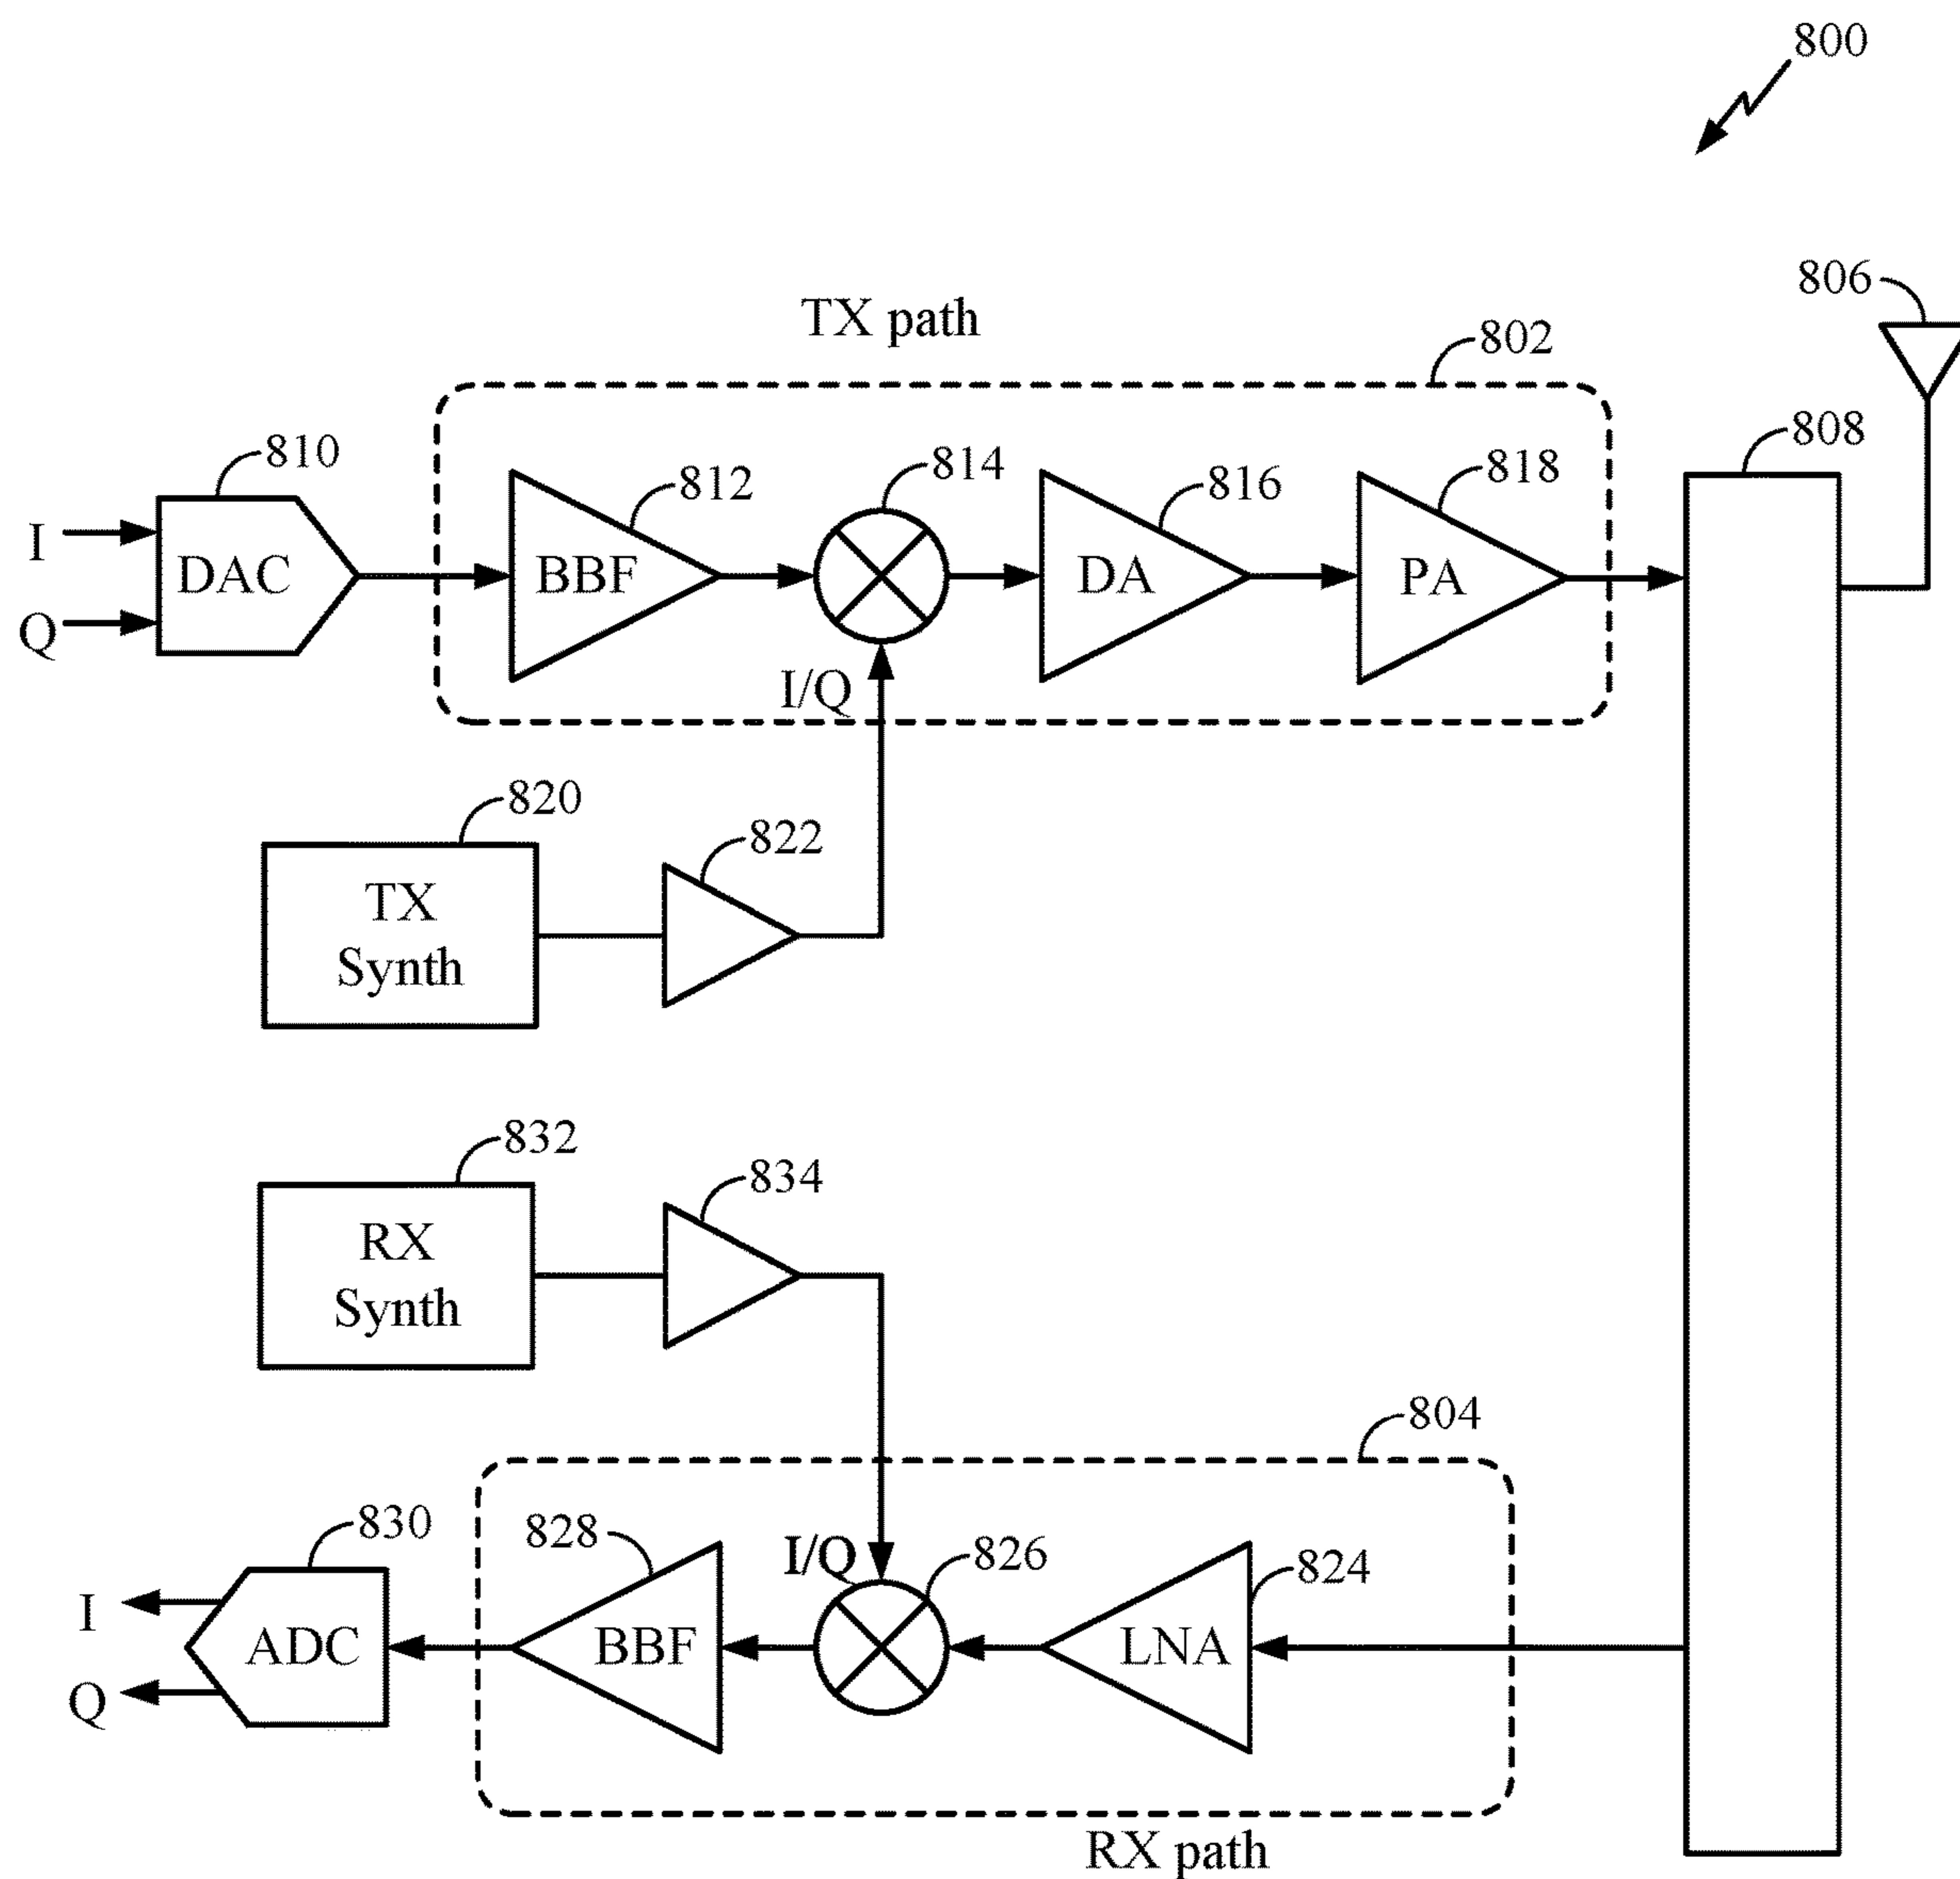 800
806
TX path
802
808
810
812
814
816
818
I
DAC
BBF
DA
PA
Q
I/Q
820
822
TX
Synth
832
834
RX
Synth
804
830
828
I/Q
826
824
I
ADC
BBF
LNA
Q
RX path